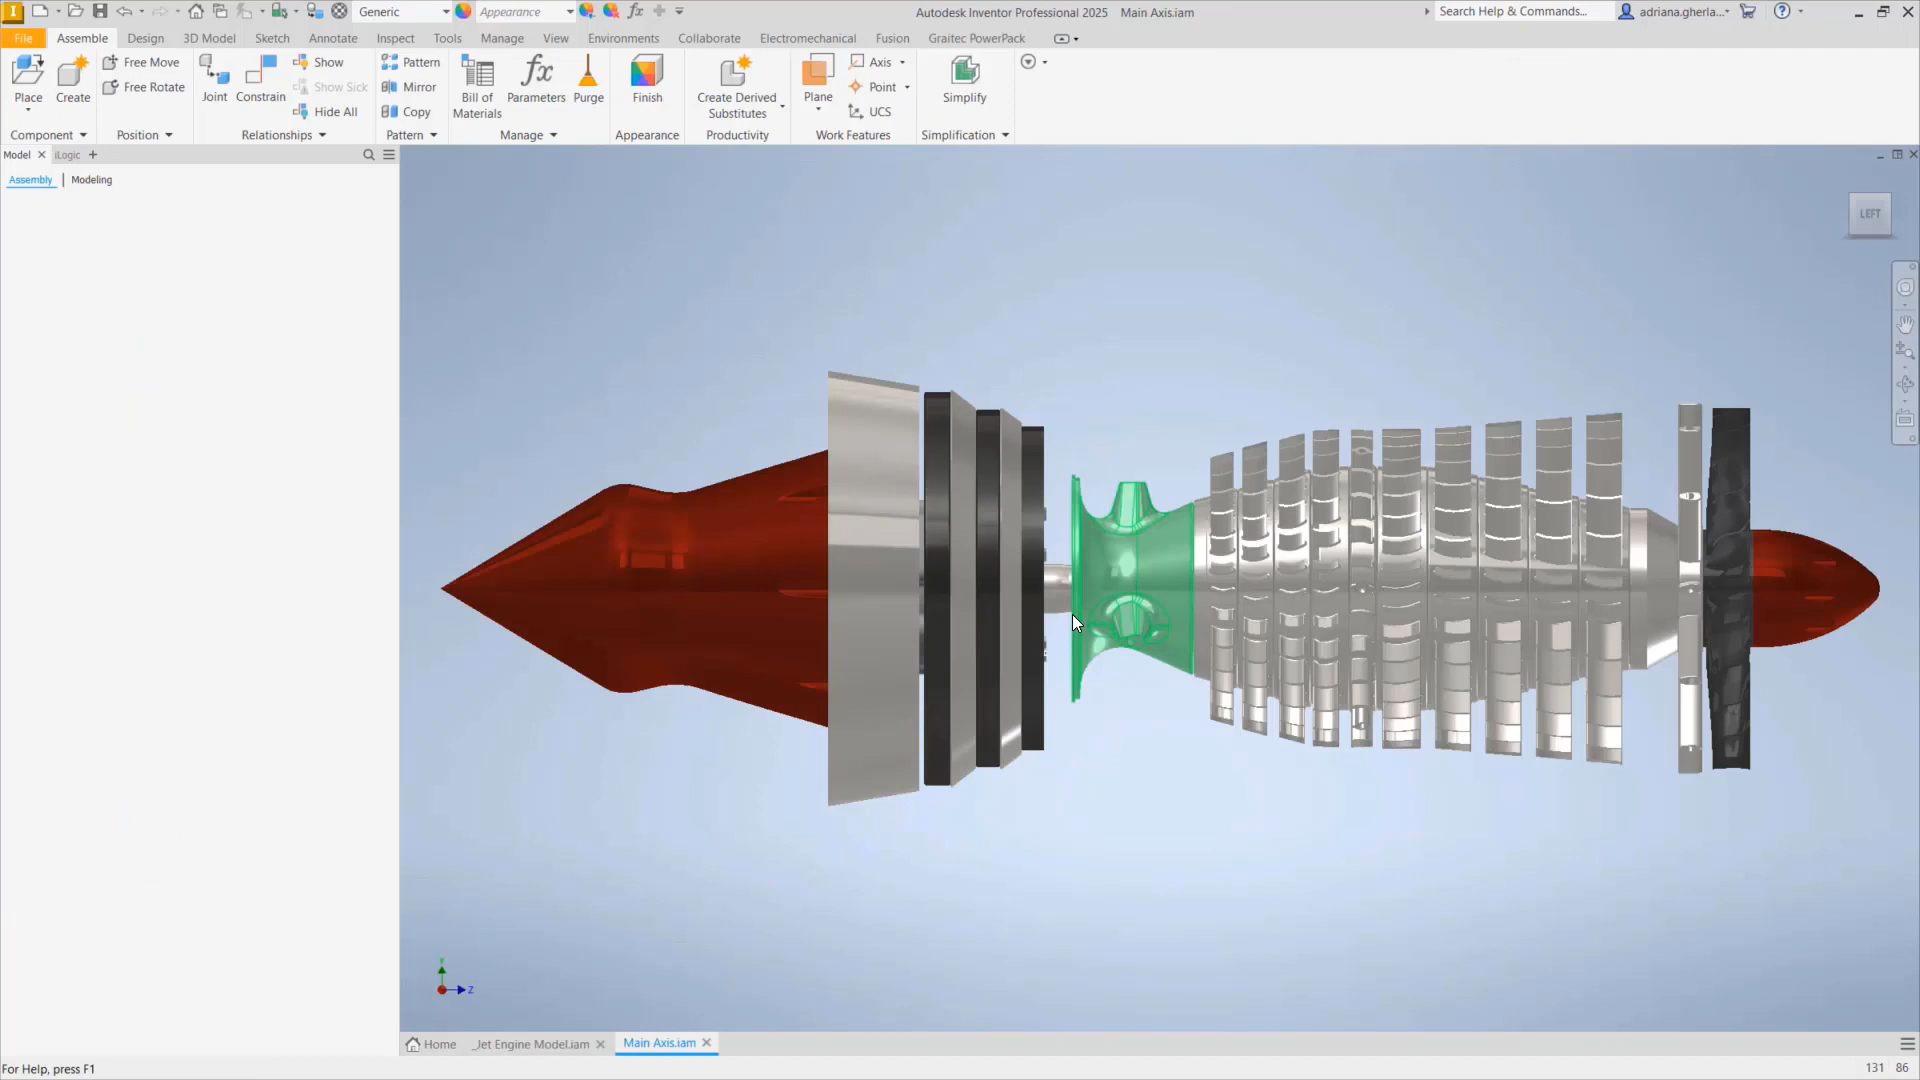 Generic
Appearance
Autodesk Inventor Professional 2025 Main Axis.iam
Search Help & Commands...
adriana.gherla...
File Assemble Design 3D Model Sketch Annotate Inspect Tools Manage View Environments Collaborate Electromechanical Fusion Graitec PowerPack
Place
Create
Component
Free Move
Free Rotate
Position
Joint
Constrain
Show
Show Sick
Hide All
Relationships
Pattern
Mirror
Copy
Pattern
Bill of
Materials
Parameters
Purge
Manage
Finish
Appearance
Create Derived
Substitutes
Productivity
Plane
Axis
Point
UCS
Work Features
Simplify
Simplification
Model iLogic
Assembly Modeling
LEFT
Y
Z
Home _Jet Engine Model.iam Main Axis.iam
For Help, press F1
131 86